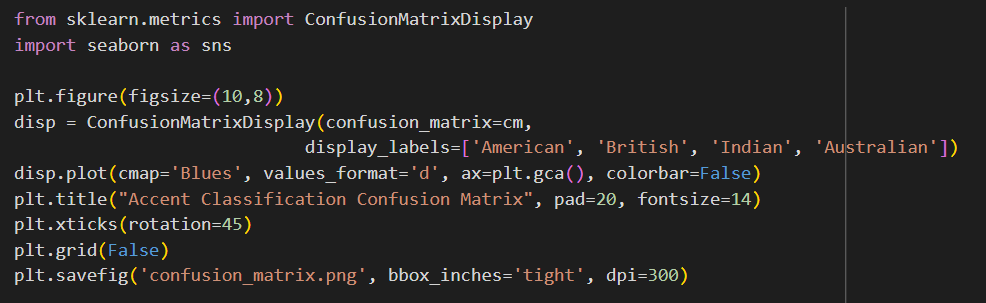 from sklearn.metrics import ConfusionMatrixDisplay
import seaborn as sns

plt.figure(figsize=(10,8))
disp = ConfusionMatrixDisplay(confusion_matrix=cm,
                              display_labels=['American', 'British', 'Indian', 'Australian'])
disp.plot(cmap='Blues', values_format='d', ax=plt.gca(), colorbar=False)
plt.title("Accent Classification Confusion Matrix", pad=20, fontsize=14)
plt.xticks(rotation=45)
plt.grid(False)
plt.savefig('confusion_matrix.png', bbox_inches='tight', dpi=300)